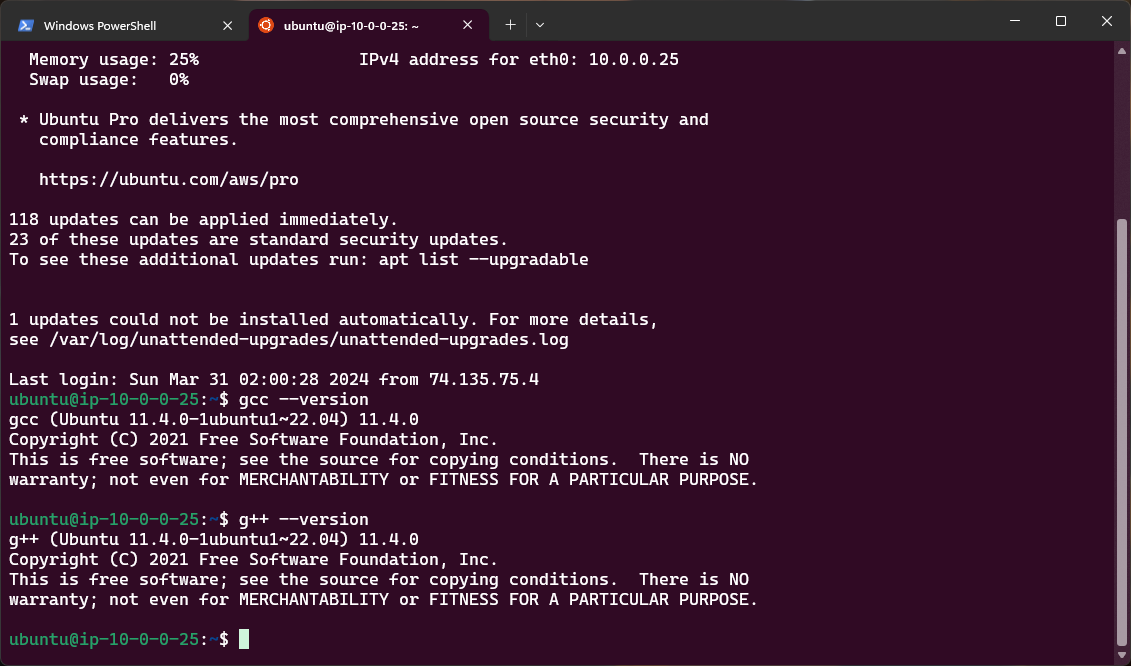 Windows PowerShell
ubuntu@ip-10-0-0-25: ~
Memory usage: 25%                IPv4 address for eth0: 10.0.0.25
Swap usage:   0%
* Ubuntu Pro delivers the most comprehensive open source security and
compliance features.
https://ubuntu.com/aws/pro
118 updates can be applied immediately.
23 of these updates are standard security updates.
To see these additional updates run: apt list --upgradable
1 updates could not be installed automatically. For more details,
see /var/log/unattended-upgrades/unattended-upgrades.log
Last login: Sun Mar 31 02:00:28 2024 from 74.135.75.4
ubuntu@ip-10-0-0-25:~$ gcc --version
gcc (Ubuntu 11.4.0-1ubuntu1~22.04) 11.4.0
Copyright (C) 2021 Free Software Foundation, Inc.
This is free software; see the source for copying conditions.  There is NO
warranty; not even for MERCHANTABILITY or FITNESS FOR A PARTICULAR PURPOSE.
ubuntu@ip-10-0-0-25:~$ g++ --version
g++ (Ubuntu 11.4.0-1ubuntu1~22.04) 11.4.0
Copyright (C) 2021 Free Software Foundation, Inc.
This is free software; see the source for copying conditions.  There is NO
warranty; not even for MERCHANTABILITY or FITNESS FOR A PARTICULAR PURPOSE.
ubuntu@ip-10-0-0-25:~$